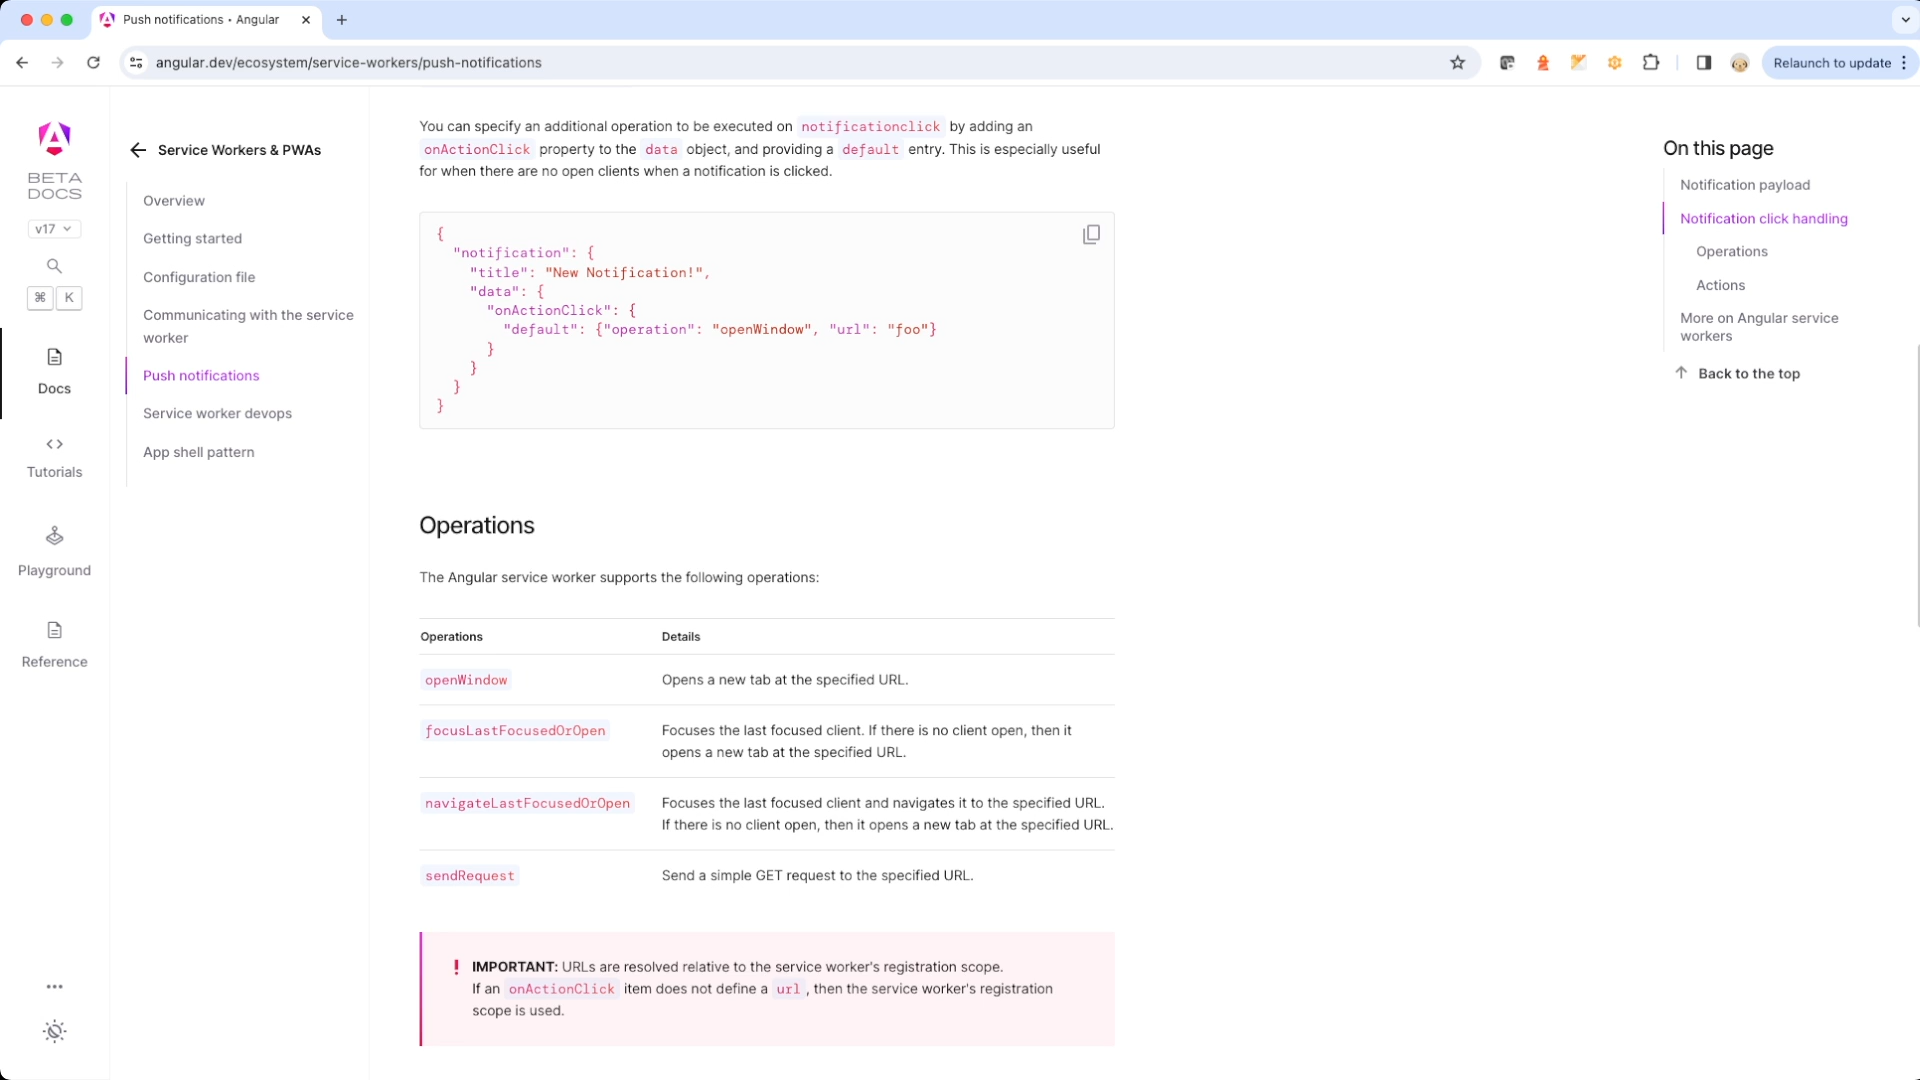 Push notifications • Angular
angular.dev/ecosystem/service-workers/push-notifications
Relaunch to update
BETA
DOCS
v17
⌘ K
Docs
Tutorials
Playground
Reference
Service Workers & PWAs
Overview
Getting started
Configuration file
Communicating with the service
worker
Push notifications
Service worker devops
App shell pattern
You can specify an additional operation to be executed on notificationclick by adding an
onActionClick property to the data object, and providing a default entry. This is especially useful
for when there are no open clients when a notification is clicked.
{
  "notification": {
    "title": "New Notification!",
    "data": {
      "onActionClick": {
        "default": {"operation": "openWindow", "url": "foo"}
      }
    }
  }
}
Operations
The Angular service worker supports the following operations:
Operations Details
openWindow Opens a new tab at the specified URL.
focusLastFocusedOrOpen Focuses the last focused client. If there is no client open, then it
opens a new tab at the specified URL.
navigateLastFocusedOrOpen Focuses the last focused client and navigates it to the specified URL.
If there is no client open, then it opens a new tab at the specified URL.
sendRequest Send a simple GET request to the specified URL.
! IMPORTANT: URLs are resolved relative to the service worker's registration scope.
If an onActionClick item does not define a url, then the service worker's registration
scope is used.
On this page
Notification payload
Notification click handling
Operations
Actions
More on Angular service
workers
Back to the top